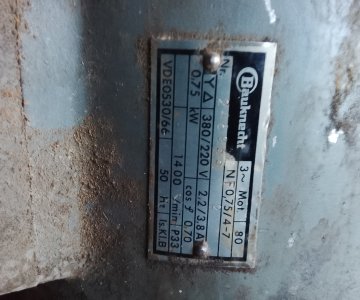 Bauknecht
3~ Mot. 80
Nr. NF0,75/4-7
Y Δ 380/220 V 2,2/3,8 A
0,75 kW cos φ 0,70
1400 /min P33
VDE0530/66 50 hz Is.Kl.B